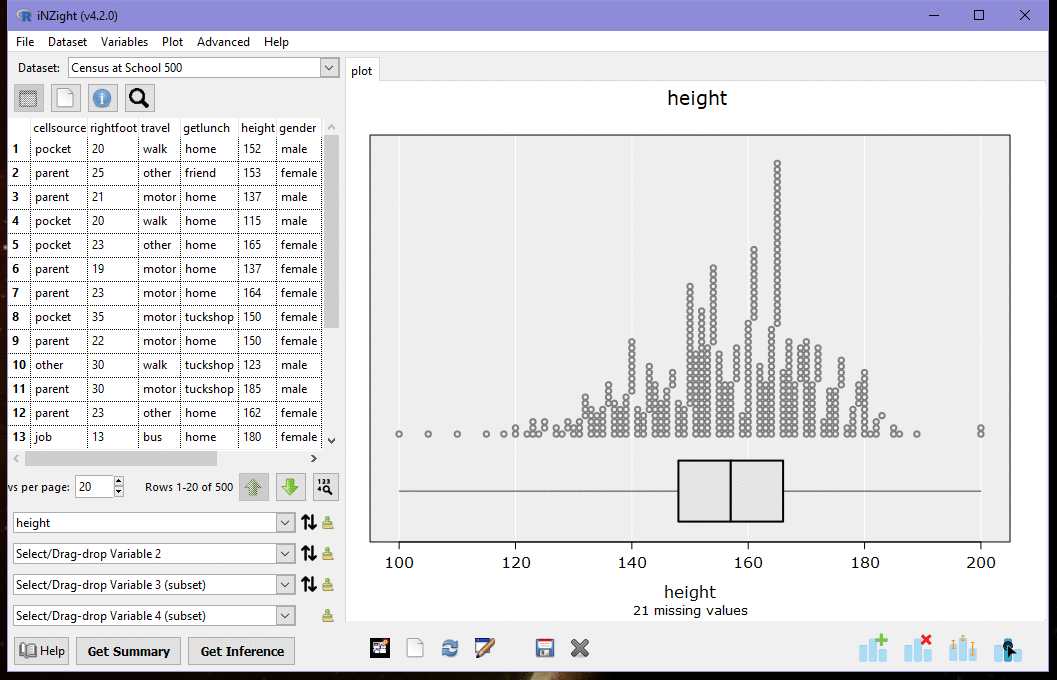 iNZight (v4.2.0)
File Dataset Variables Plot Advanced Help
Dataset: Census at School 500
cellsource rightfoot travel getlunch height gender
1 pocket 20 walk home 152 male
2 parent 25 other friend 153 female
3 parent 21 motor home 137 male
4 pocket 20 walk home 115 male
5 pocket 23 other home 165 female
6 parent 19 motor home 137 female
7 parent 23 motor home 164 female
8 pocket 35 motor tuckshop 150 female
9 parent 22 motor home 150 female
10 other 30 walk tuckshop 123 male
11 parent 30 motor tuckshop 185 male
12 parent 23 other home 162 female
13 job 13 bus home 180 female
ws per page: 20 Rows 1-20 of 500 123
height
Select/Drag-drop Variable 2
Select/Drag-drop Variable 3 (subset)
Select/Drag-drop Variable 4 (subset)
Help Get Summary Get Inference
plot
height
100 120 140 160 180 200
height
21 missing values